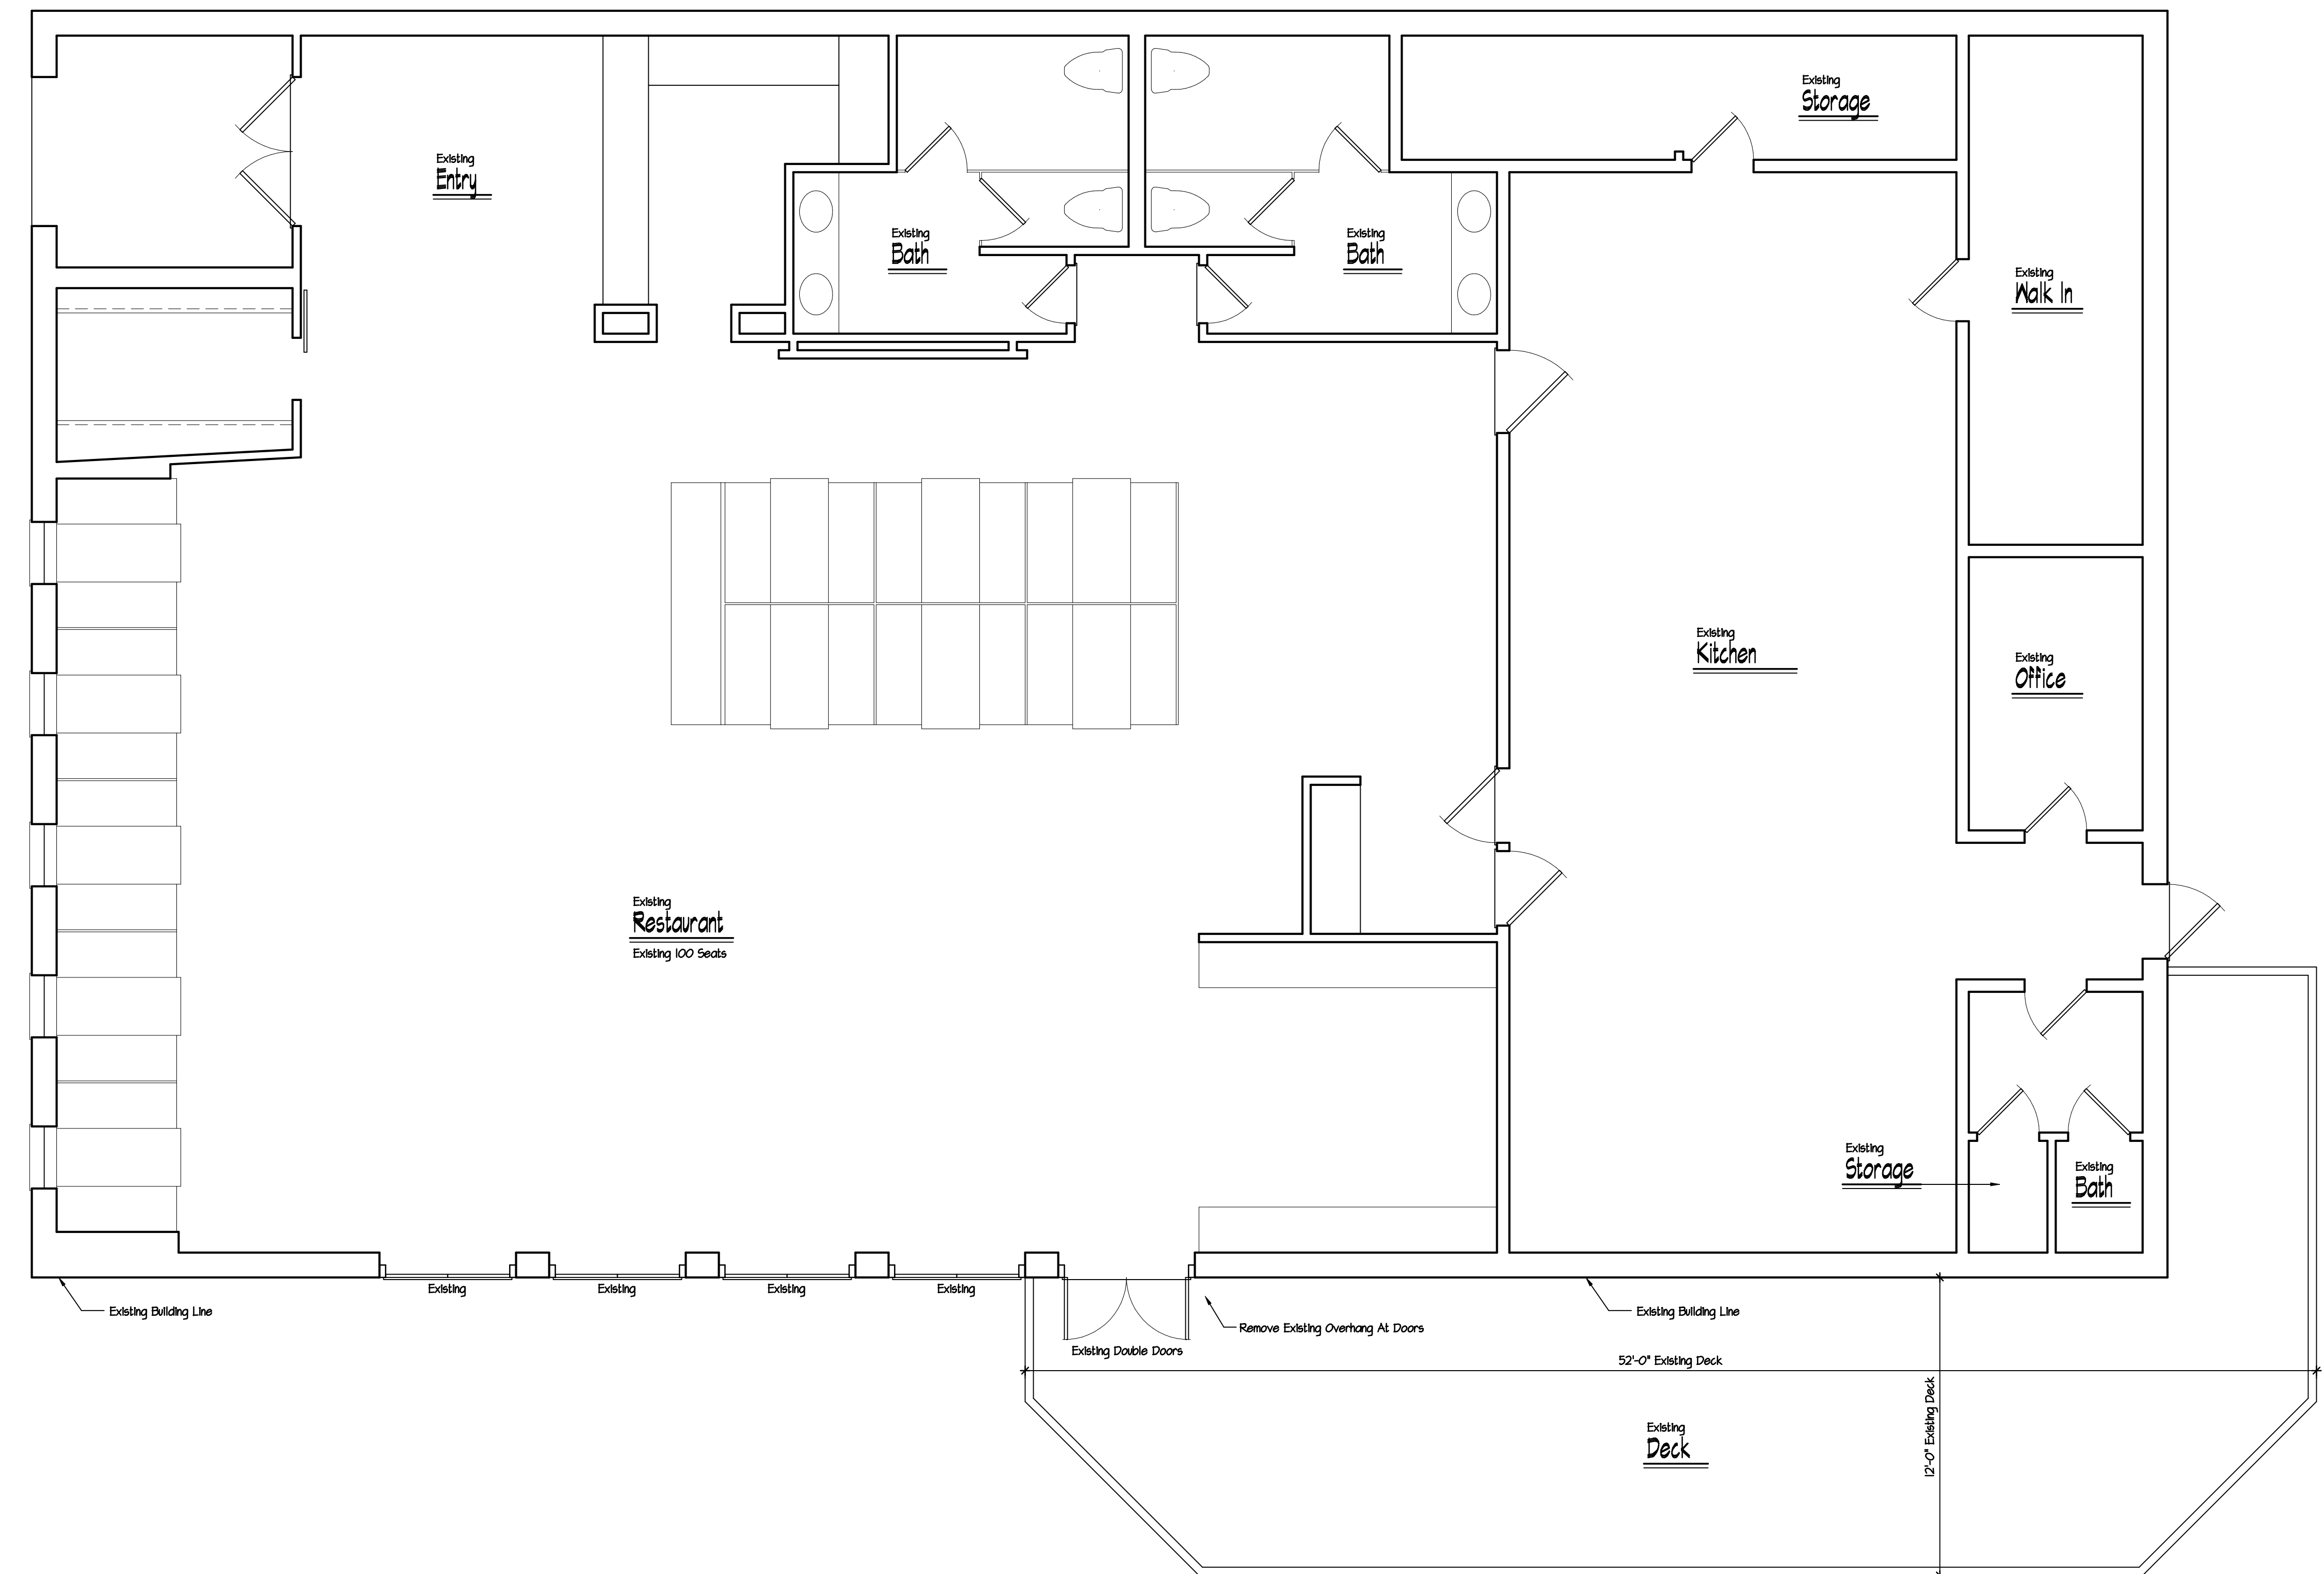 Existing
Storage
Existing
Entry
Existing
Bath
Existing
Bath
Existing
Walk In
Existing
Kitchen
Existing
Office
Existing
Restaurant
Existing 100 Seats
Existing
Storage
Existing
Bath
Existing
Existing
Existing
Existing
Existing Building Line
Existing Building Line
Remove Existing Overhang At Doors
Existing Double Doors
52'-0" Existing Deck
12'-0" Existing Deck
Existing
Deck